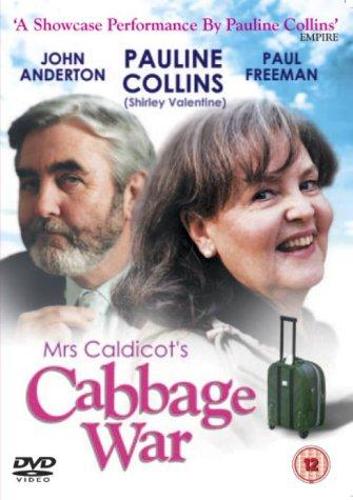 'A Showcase Performance By Pauline Collins'
EMPIRE
JOHN ANDERTON
PAULINE COLLINS
(Shirley Valentine)
PAUL FREEMAN
Mrs Caldicot's
Cabbage
War
DVD
VIDEO
12